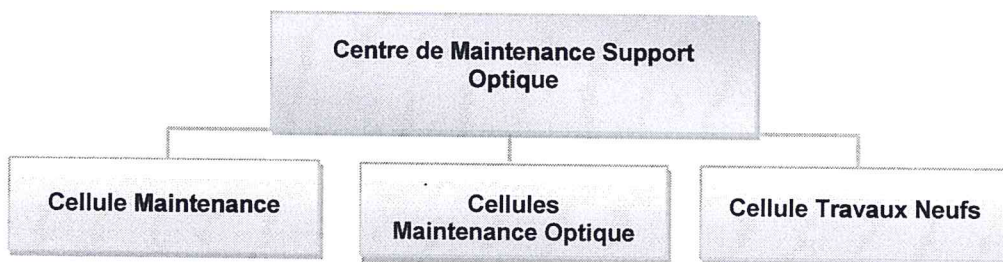 Centre de Maintenance Support
Optique
Cellule Maintenance
Cellules
Maintenance Optique
Cellule Travaux Neufs